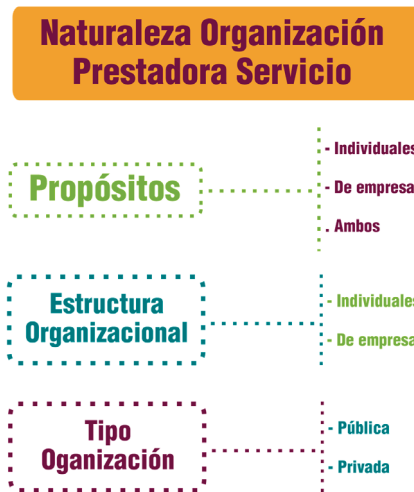 Naturaleza Organización
Prestadora Servicio
Propósitos
- Individuales
- De empresa
. Ambos
Estructura
Organizacional
- Individuales
- De empresa
Tipo
Oganización
- Pública
- Privada